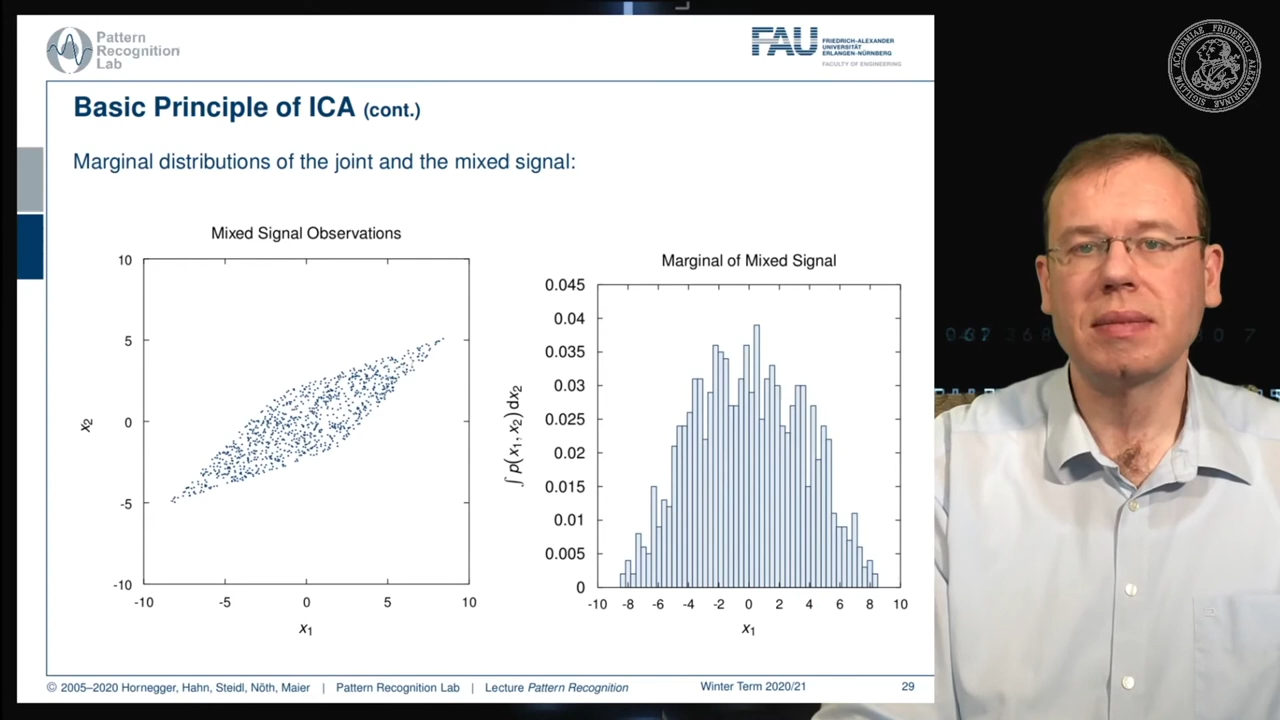 Pattern
Recognition
Lab
FAU
FRIEDRICH-ALEXANDER
UNIVERSITÄT
ERLANGEN-NÜRNBERG
FACULTY OF ENGINEERING
Basic Principle of ICA (cont.)
Marginal distributions of the joint and the mixed signal:
Mixed Signal Observations
10
5
0
-5
-10
x2
-10 -5 0 5 10
x1
Marginal of Mixed Signal
0.045
0.04
0.035
0.03
0.025
0.02
0.015
0.01
0.005
0
∫ p(x1, x2) dx2
-10 -8 -6 -4 -2 0 2 4 6 8 10
x1
© 2005–2020 Hornegger, Hahn, Steidl, Nöth, Maier | Pattern Recognition Lab | Lecture Pattern Recognition Winter Term 2020/21 29